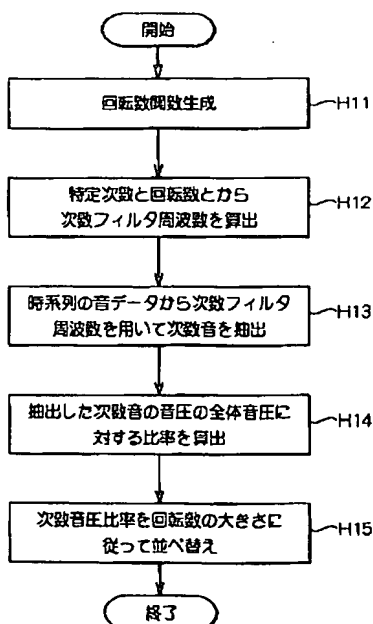 開始
回転数関数生成
H11
特定次数と回転数とから
次数フィルタ周波数を算出
H12
時系列の音データから次数フィルタ
周波数を用いて次数音を抽出
H13
抽出した次数音の音圧の全体音圧に
対する比率を算出
H14
次数音圧比率を回転数の大きさに
従って並べ替え
H15
終了